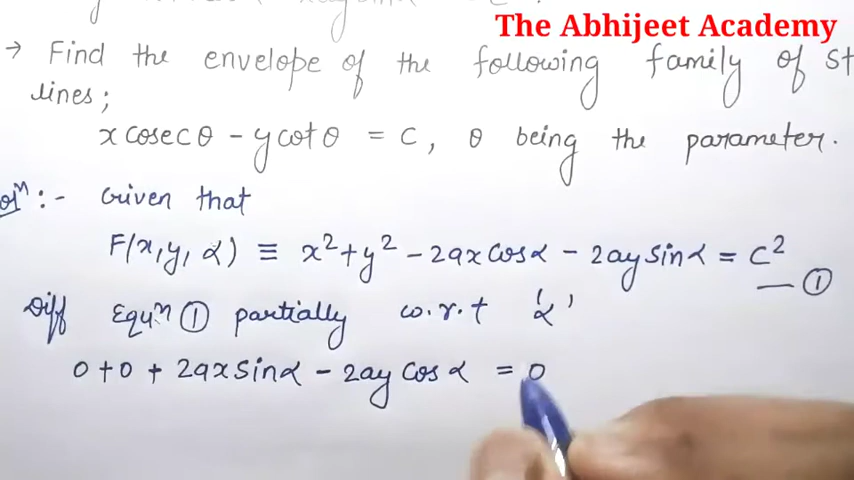 The Abhijeet Academy
→ Find the envelope of the following family of St
lines;
x cosec θ - y cot θ = c, θ being the parameter.
olⁿ :- Given that
F(x, y, α) ≡ x² + y² - 2ax cos α - 2ay sin α = c² — ①
Diff Equⁿ ① partially w.r.t 'α'
0 + 0 + 2ax sin α - 2ay cos α = 0